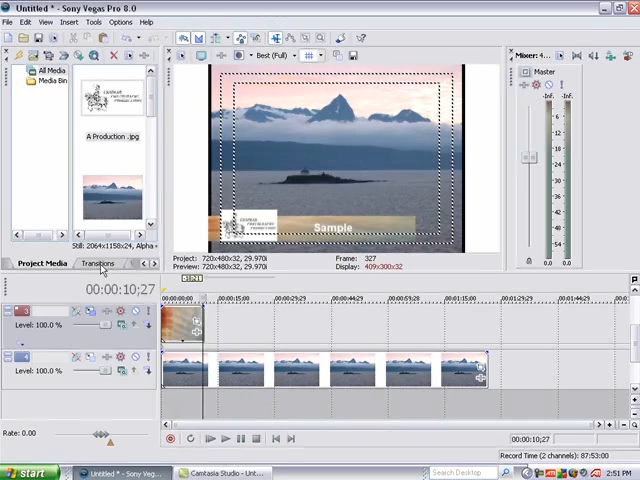 Untitled * - Sony Vegas Pro 8.0
File Edit View Insert Tools Options Help
Best (Full)
Mixer: 4...
All Media
Media Bin
A Production .jpg
Master
-Inf. -Inf.
Sample
Still: 2064x1158x24, Alpha
Project: 720x480x32, 29.970i
Preview: 720x480x32, 29.970i
Frame: 327
Display: 409x300x32
Project Media Transitions
00:00:10;27
00:00:00;00 00:00:15;00 00:00:29;29 00:00:44;29 00:00:59;28 00:01:15;00 00:01:29;29 00:01:44;29 00:0
3
Level: 100.0 %
4
Level: 100.0 %
Rate: 0.00
00:00:10;27
Record Time (2 channels): 87:53:00
start
Untitled * - Sony Veg...
Camtasia Studio - Unt...
Search Desktop
2:51 PM